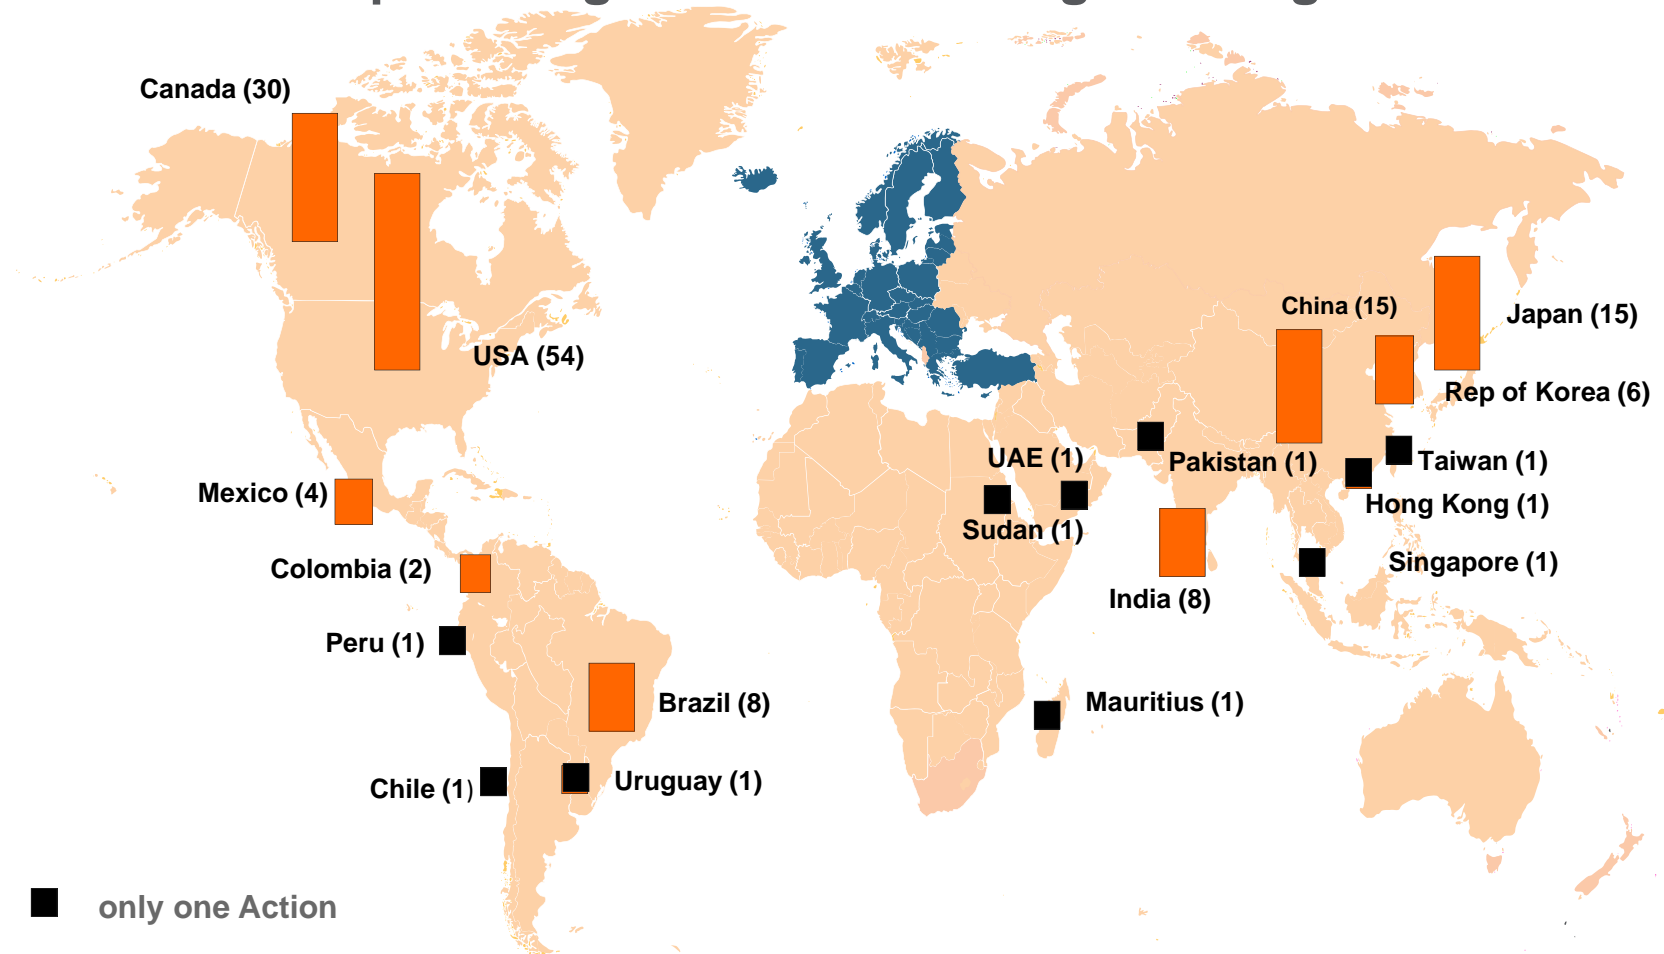 Canada (30)
USA (54)
China (15)
Japan (15)
Rep of Korea (6)
UAE (1)
Pakistan (1)
Taiwan (1)
Mexico (4)
Hong Kong (1)
Sudan (1)
Colombia (2)
Singapore (1)
India (8)
Peru (1)
Brazil (8)
Mauritius (1)
Chile (1)
Uruguay (1)
only one Action